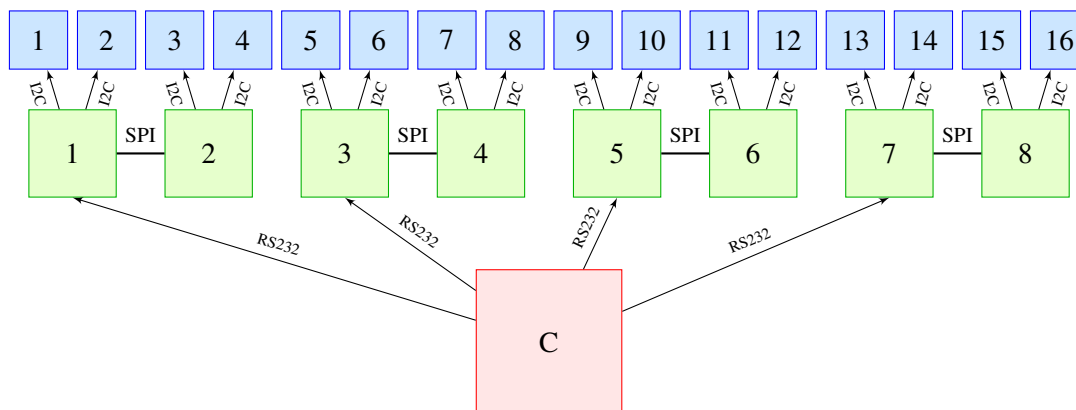 1 2 3 4 5 6 7 8 9 10 11 12 13 14 15 16
I2C I2C I2C I2C I2C I2C I2C I2C I2C I2C I2C I2C I2C I2C I2C I2C
1 SPI 2 3 SPI 4 5 SPI 6 7 SPI 8
RS232 RS232 RS232 RS232
C